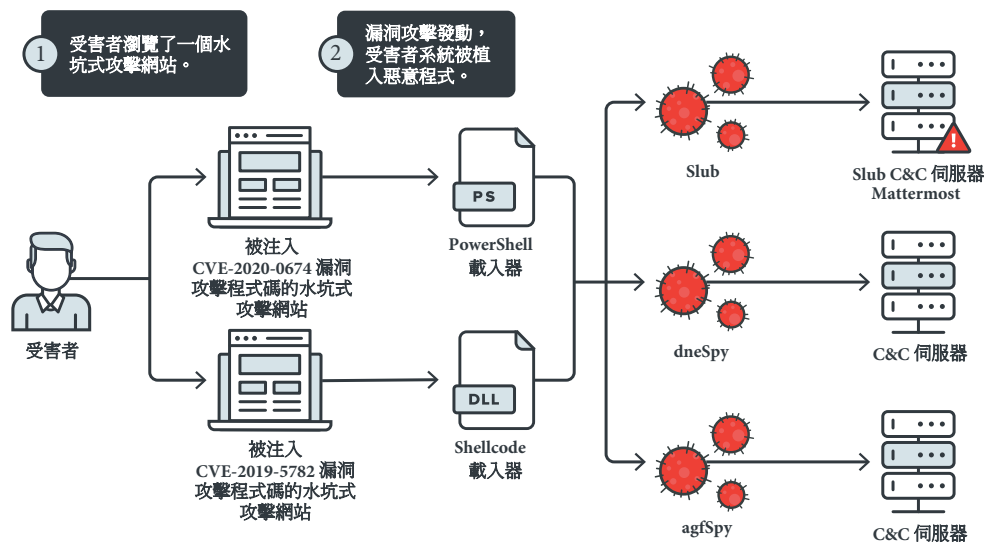 1
受害者瀏覽了一個水
坑式攻擊網站。
2
漏洞攻擊發動，
受害者系統被植
入惡意程式。
受害者
被注入
CVE-2020-0674 漏洞
攻擊程式碼的水坑式
攻擊網站
PS
PowerShell
載入器
被注入
CVE-2019-5782 漏洞
攻擊程式碼的水坑式
攻擊網站
DLL
Shellcode
載入器
Slub
Slub C&C 伺服器
Mattermost
dneSpy
C&C 伺服器
agfSpy
C&C 伺服器